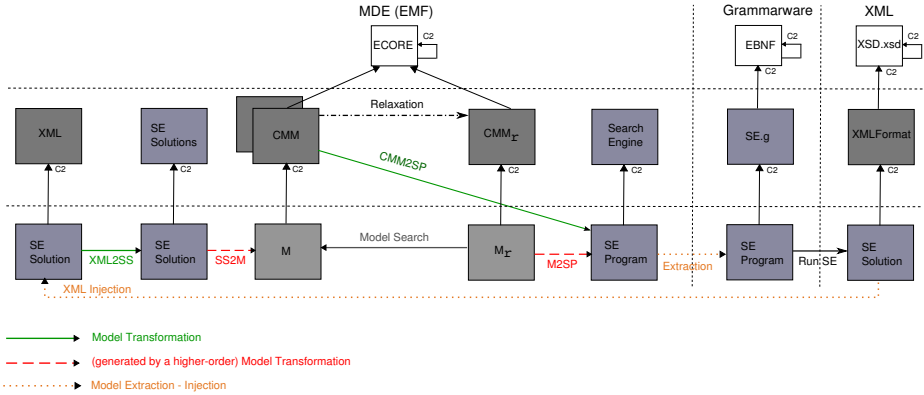 MDE (EMF)
Grammarware
XML
ECORE
C2
EBNF
C2
XSD.xsd
C2
C2
C2
Relaxation
XML
SE
Solutions
CMM
CMMr
Search
Engine
SE.g
XMLFormat
CMM2SP
C2
C2
C2
C2
C2
C2
C2
SE
Solution
XML2SS
SE
Solution
SS2M
M
Model Search
Mr
M2SP
SE
Program
Extraction
SE
Program
Run SE
SE
Solution
XML Injection
Model Transformation
(generated by a higher-order) Model Transformation
Model Extraction - Injection